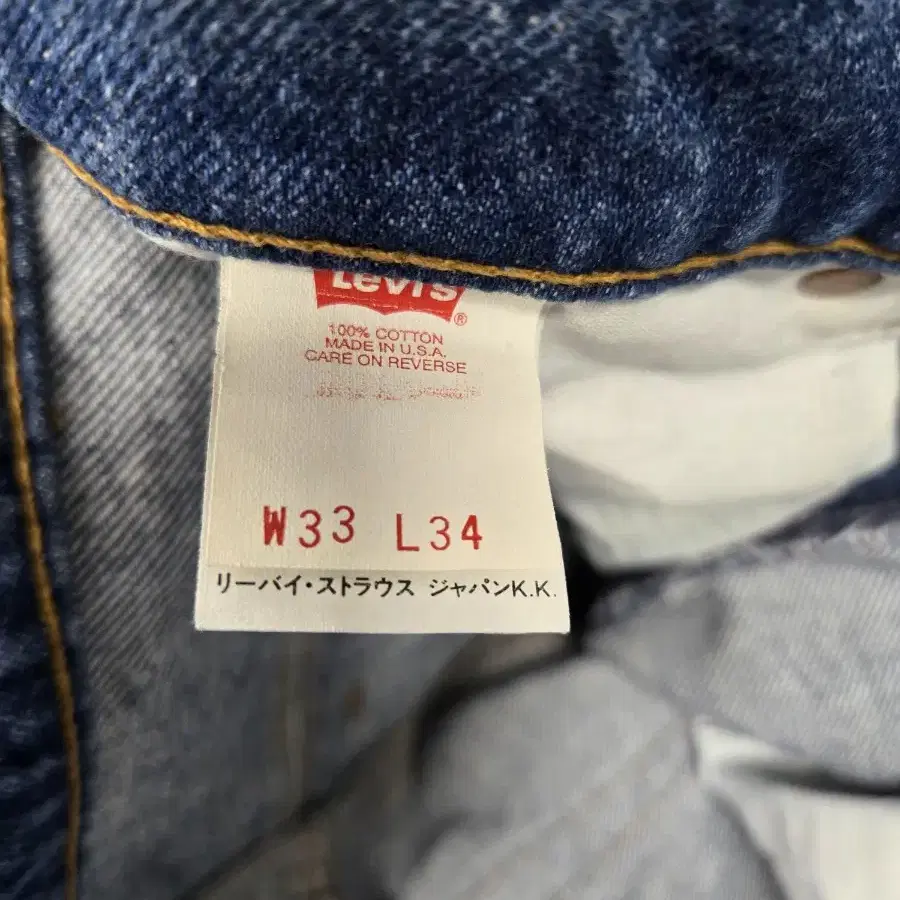 Levi's
®
100% COTTON
MADE IN U.S.A.
CARE ON REVERSE
W33 L34
リーバイ・ストラウス ジャパンK.K.